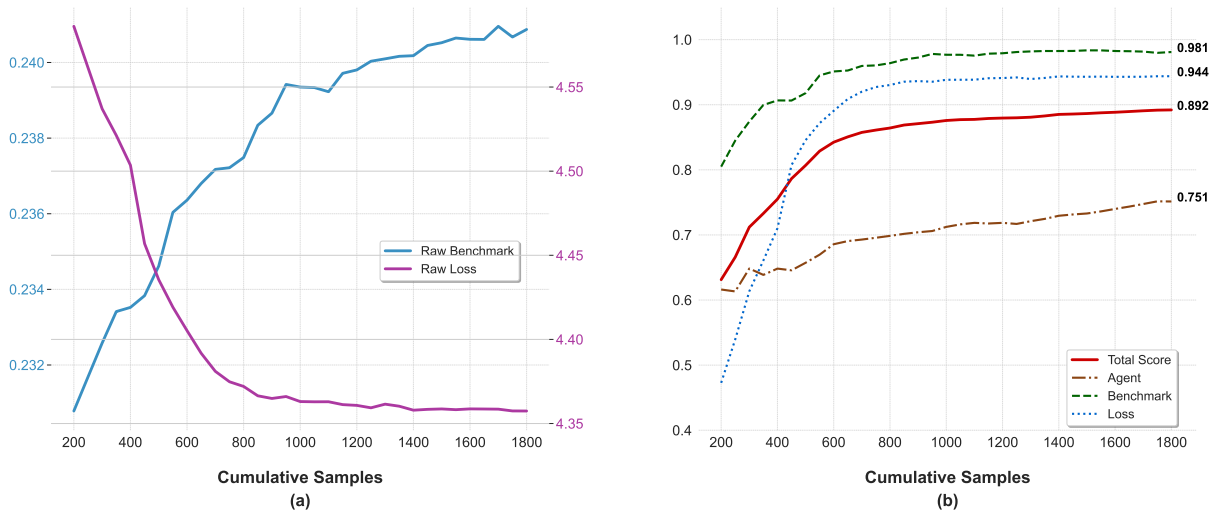 0.240
0.238
0.236
0.234
0.232
4.55
4.50
4.45
4.40
4.35
Raw Benchmark
Raw Loss
200 400 600 800 1000 1200 1400 1600 1800
Cumulative Samples
(a)
1.0
0.9
0.8
0.7
0.6
0.5
0.4
0.981
0.944
0.892
0.751
Total Score
Agent
Benchmark
Loss
200 400 600 800 1000 1200 1400 1600 1800
Cumulative Samples
(b)